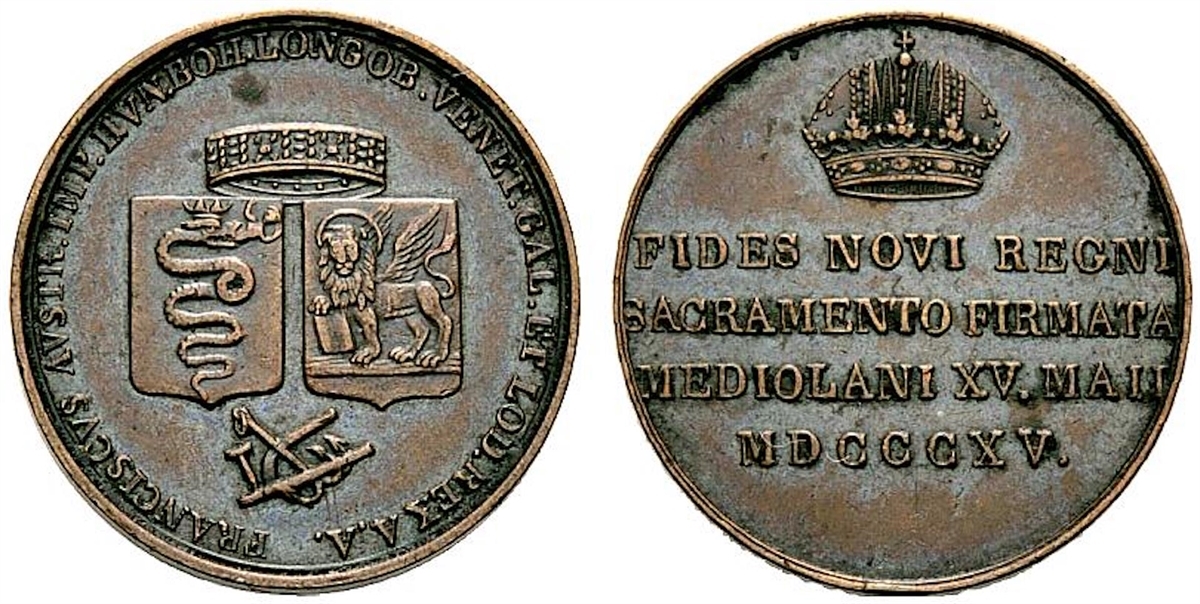 FRANCISCVS AVSTR. IMP. HVN.BOH.LONGOB.VENET.GAL.ET LOD.REX A.A.
FIDES NOVI REGNI
SACRAMENTO FIRMATA
MEDIOLANI XV. MAII
MDCCCXV.